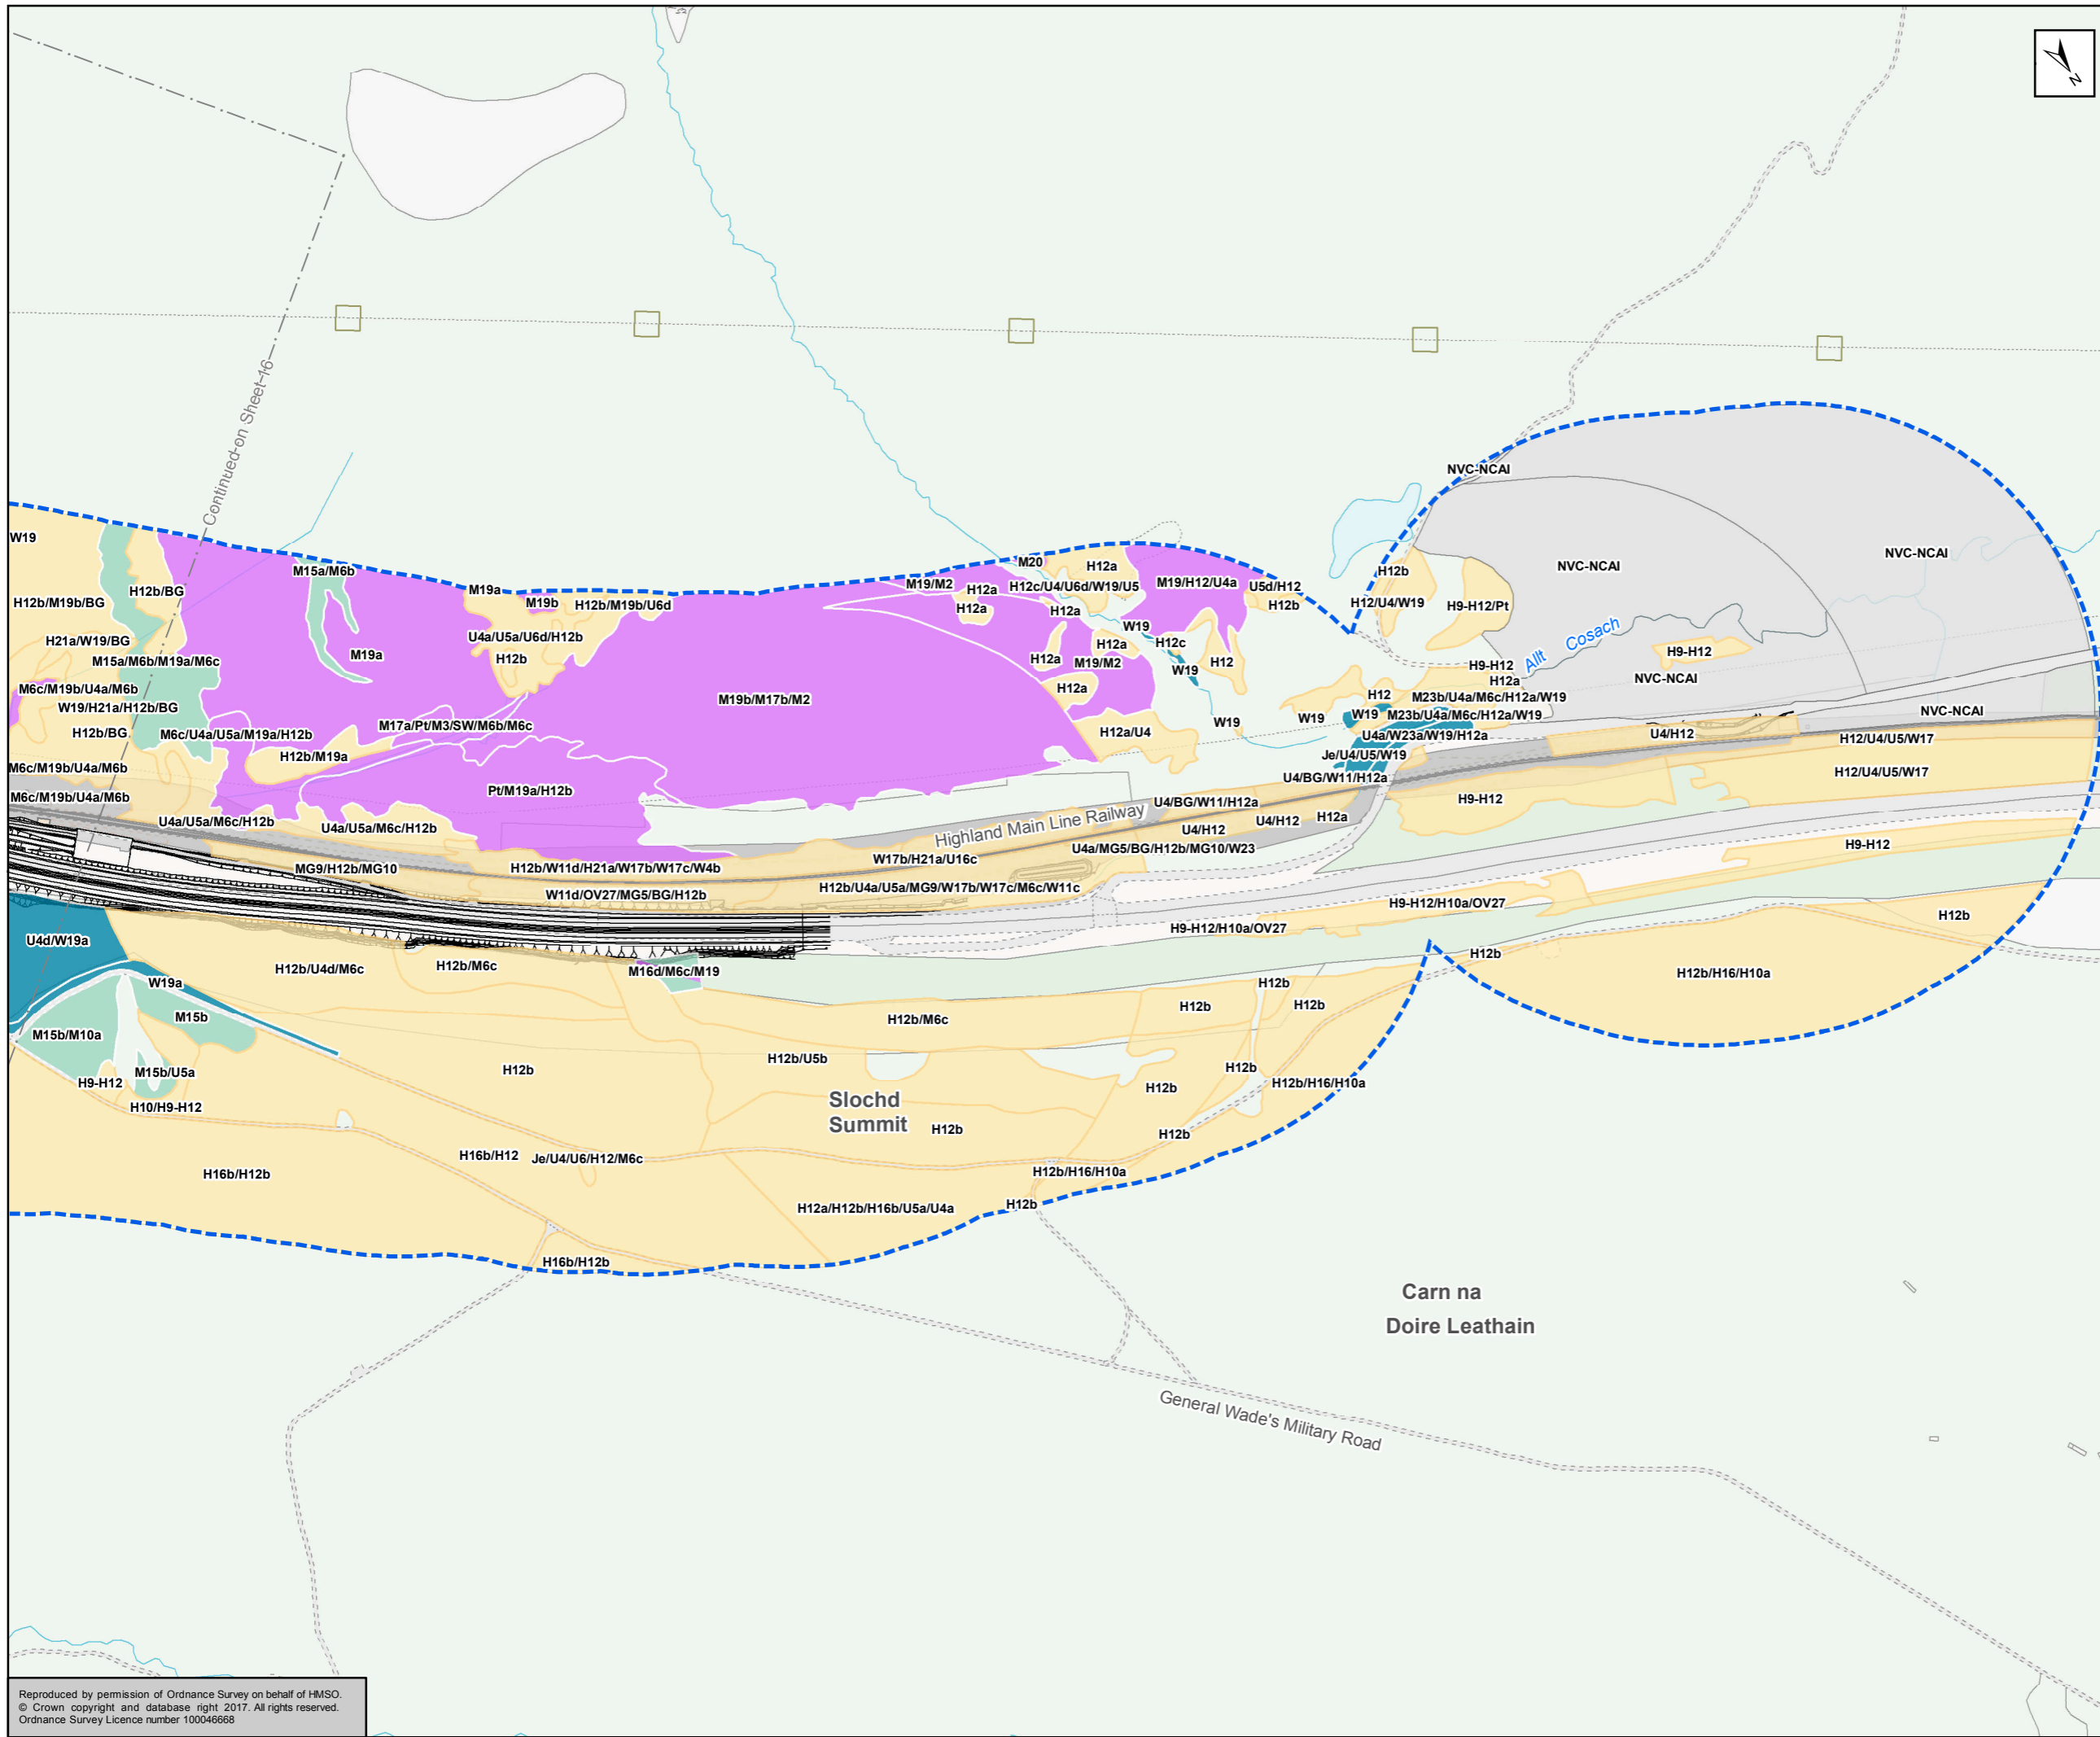 N
Continued on Sheet 16
NVC-NCAI
W19
M15a/M6b
M20
H12a
NVC-NCAI
NVC-NCAI
H12b/M19b/BG
H12b/BG
M19a
M19b
H12b/M19b/U6d
M19/M2
H12a
H12c/U4/U6d/W19/U5
M19/H12/U4a
U5d/H12
H12b
H12b
H12/U4/W19
H9-H12/Pt
H12a
H12a
H21a/W19/BG
U4a/U5a/U6d/H12b
H12b
M19a
W19
H12c
H12a
H12a
M19/M2
W19
H12
Allt Cosach
H9-H12
M15a/M6b/M19a/M6c
H9-H12
H12a
NVC-NCAI
M6c/M19b/U4a/M6b
W19/H21a/H12b/BG
M19b/M17b/M2
H12a
H12
M23b/U4a/M6c/H12a/W19
M17a/Pt/M3/SW/M6b/M6c
W19
W19
W19
M23b/U4a/M6c/H12a/W19
NVC-NCAI
H12b/BG
M6c/U4a/U5a/M19a/H12b
H12a/U4
U4a/W23a/W19/H12a
U4/H12
H12/U4/U5/W17
H12b/M19a
Je/U4/U5/W19
M6c/M19b/U4a/M6b
H12/U4/U5/W17
U4/BG/W11/H12a
M6c/M19b/U4a/M6b
Pt/M19a/H12b
H9-H12
U4/BG/W11/H12a
Highland Main Line Railway
U4a/U5a/M6c/H12b
U4a/U5a/M6c/H12b
U4/H12
U4/H12
H12a
U4a/MG5/BG/H12b/MG10/W23
H9-H12
W17b/H21a/U16c
MG9/H12b/MG10
H12b/W11d/H21a/W17b/W17c/W4b
H12b/U4a/U5a/MG9/W17b/W17c/M6c/W11c
W11d/OV27/MG5/BG/H12b
H9-H12/H10a/OV27
H9-H12/H10a/OV27
H12b
U4d/W19a
H12b
H12b/U4d/M6c
H12b/M6c
M16d/M6c/M19
H12b/H16/H10a
W19a
H12b
H12b
H12b
M15b
H12b/M6c
M15b/M10a
H12b/U5b
H12b
H12b
M15b/U5a
H9-H12
H12b
H12b/H16/H10a
H10/H9-H12
Slochd
Summit
H12b
H12b
H16b/H12
Je/U4/U6/H12/M6c
H12b/H16/H10a
H16b/H12b
H12a/H12b/H16b/U5a/U4a
H12b
H16b/H12b
Carn na
Doire Leathain
General Wade's Military Road
Reproduced by permission of Ordnance Survey on behalf of HMSO.
© Crown copyright and database right 2017. All rights reserved.
Ordnance Survey Licence number 100046668